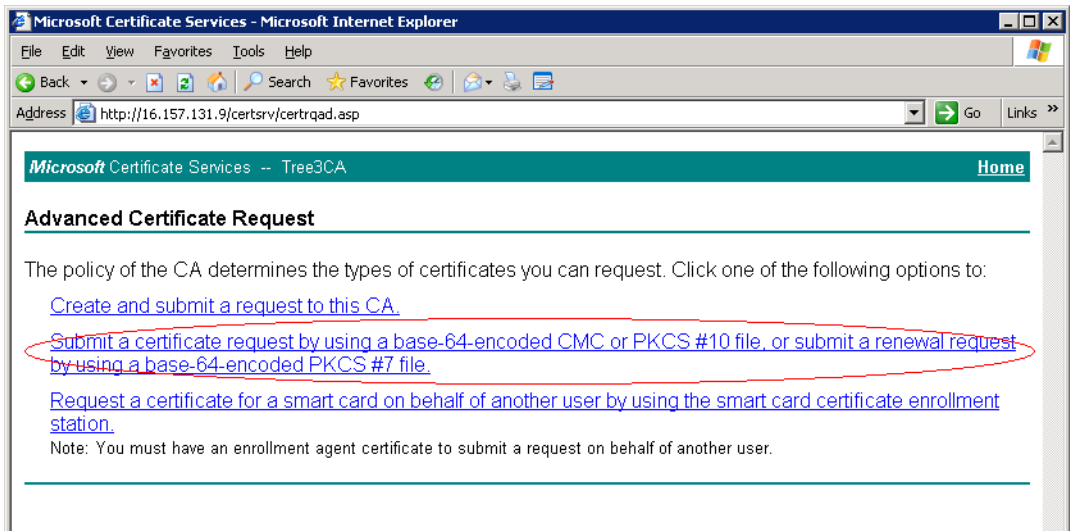 Microsoft Certificate Services - Microsoft Internet Explorer
File Edit View Favorites Tools Help
Back Search Favorites
Address http://16.157.131.9/certsrv/certrqad.asp Go Links »
Microsoft Certificate Services -- Tree3CA Home
Advanced Certificate Request
The policy of the CA determines the types of certificates you can request. Click one of the following options to:
Create and submit a request to this CA.
Submit a certificate request by using a base-64-encoded CMC or PKCS #10 file, or submit a renewal request
by using a base-64-encoded PKCS #7 file.
Request a certificate for a smart card on behalf of another user by using the smart card certificate enrollment
station.
Note: You must have an enrollment agent certificate to submit a request on behalf of another user.